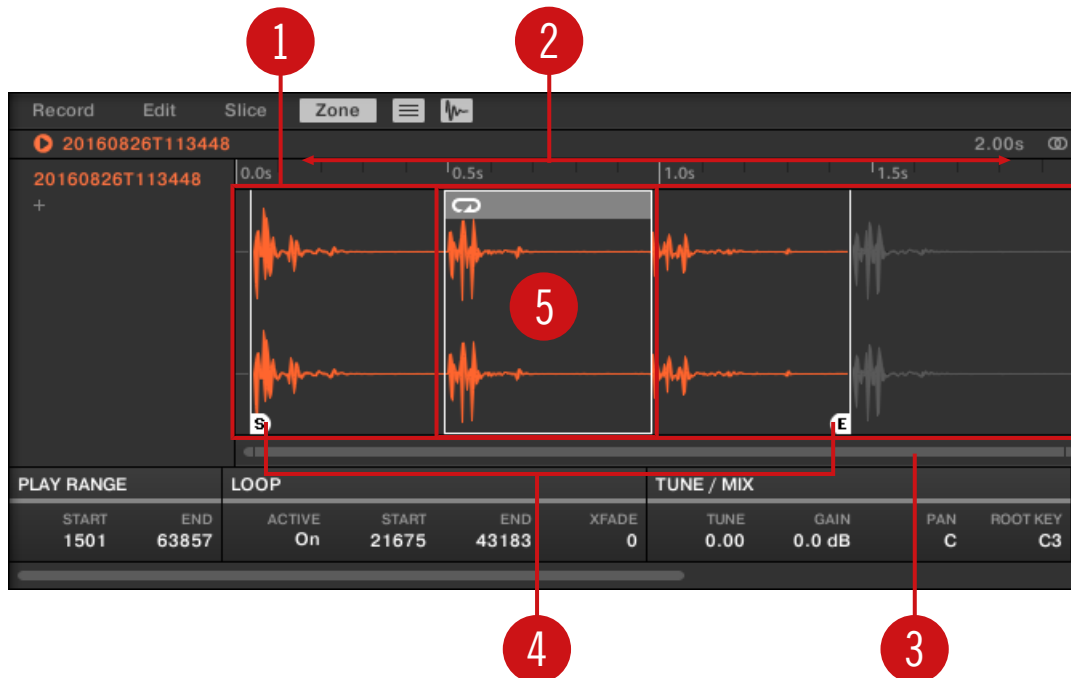 1 2
Record Edit Slice Zone
20160826T113448 2.00s
20160826T113448 0.0s 0.5s 1.0s 1.5s
+
5
S E
PLAY RANGE LOOP TUNE / MIX
START END ACTIVE START END XFADE TUNE GAIN PAN ROOT KEY
1501 63857 On 21675 43183 0 0.00 0.0 dB C C3
4 3